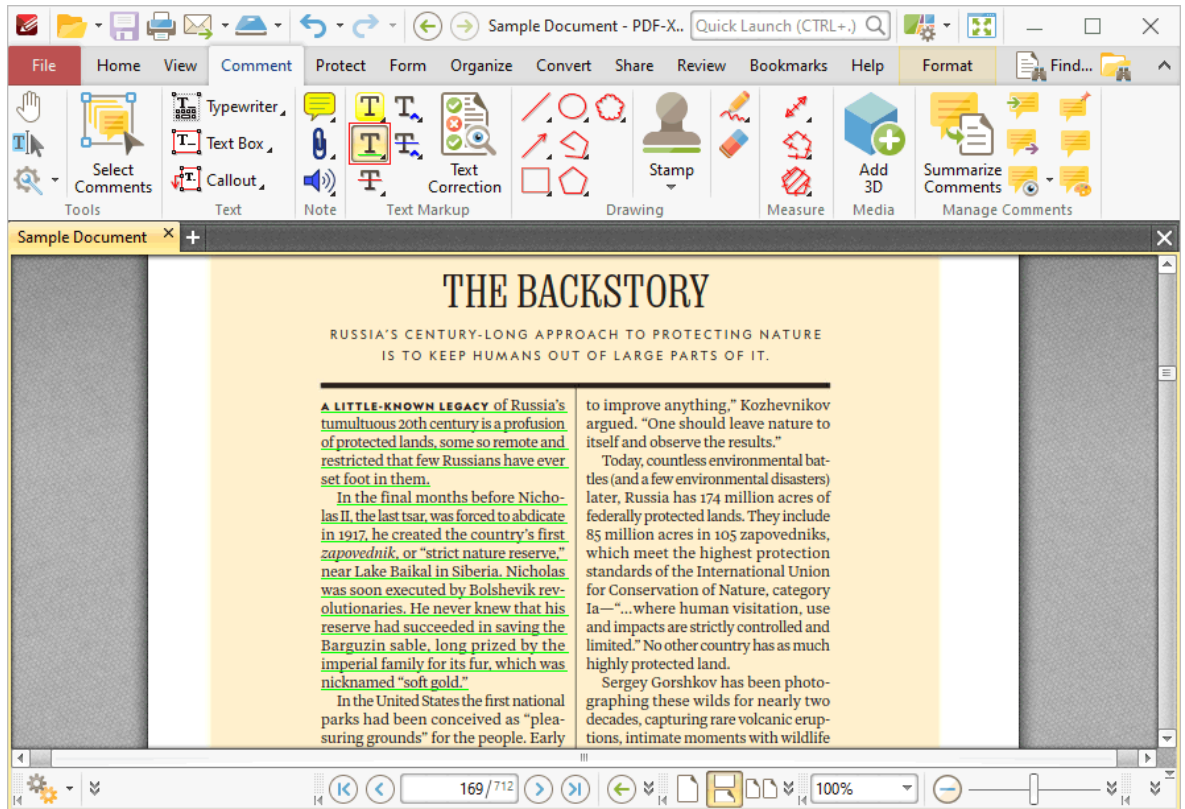 Sample Document - PDF-X..
Quick Launch (CTRL+.)
File Home View Comment Protect Form Organize Convert Share Review Bookmarks Help Format Find...
Select Comments
Typewriter
Text Box
Callout
Text Correction
Stamp
Add 3D
Summarize Comments
Tools Text Note Text Markup Drawing Measure Media Manage Comments
Sample Document
THE BACKSTORY
RUSSIA'S CENTURY-LONG APPROACH TO PROTECTING NATURE
IS TO KEEP HUMANS OUT OF LARGE PARTS OF IT.
A LITTLE-KNOWN LEGACY of Russia's
tumultuous 20th century is a profusion
of protected lands, some so remote and
restricted that few Russians have ever
set foot in them.
In the final months before Nicho-
las II, the last tsar, was forced to abdicate
in 1917, he created the country's first
zapovednik, or “strict nature reserve,”
near Lake Baikal in Siberia. Nicholas
was soon executed by Bolshevik rev-
olutionaries. He never knew that his
reserve had succeeded in saving the
Barguzin sable, long prized by the
imperial family for its fur, which was
nicknamed “soft gold.”
In the United States the first national
parks had been conceived as “plea-
suring grounds” for the people. Early
to improve anything,” Kozhevnikov
argued. “One should leave nature to
itself and observe the results.”
Today, countless environmental bat-
tles (and a few environmental disasters)
later, Russia has 174 million acres of
federally protected lands. They include
85 million acres in 105 zapovedniks,
which meet the highest protection
standards of the International Union
for Conservation of Nature, category
Ia—“...where human visitation, use
and impacts are strictly controlled and
limited.” No other country has as much
highly protected land.
Sergey Gorshkov has been photo-
graphing these wilds for nearly two
decades, capturing rare volcanic erup-
tions, intimate moments with wildlife
169/712
100%